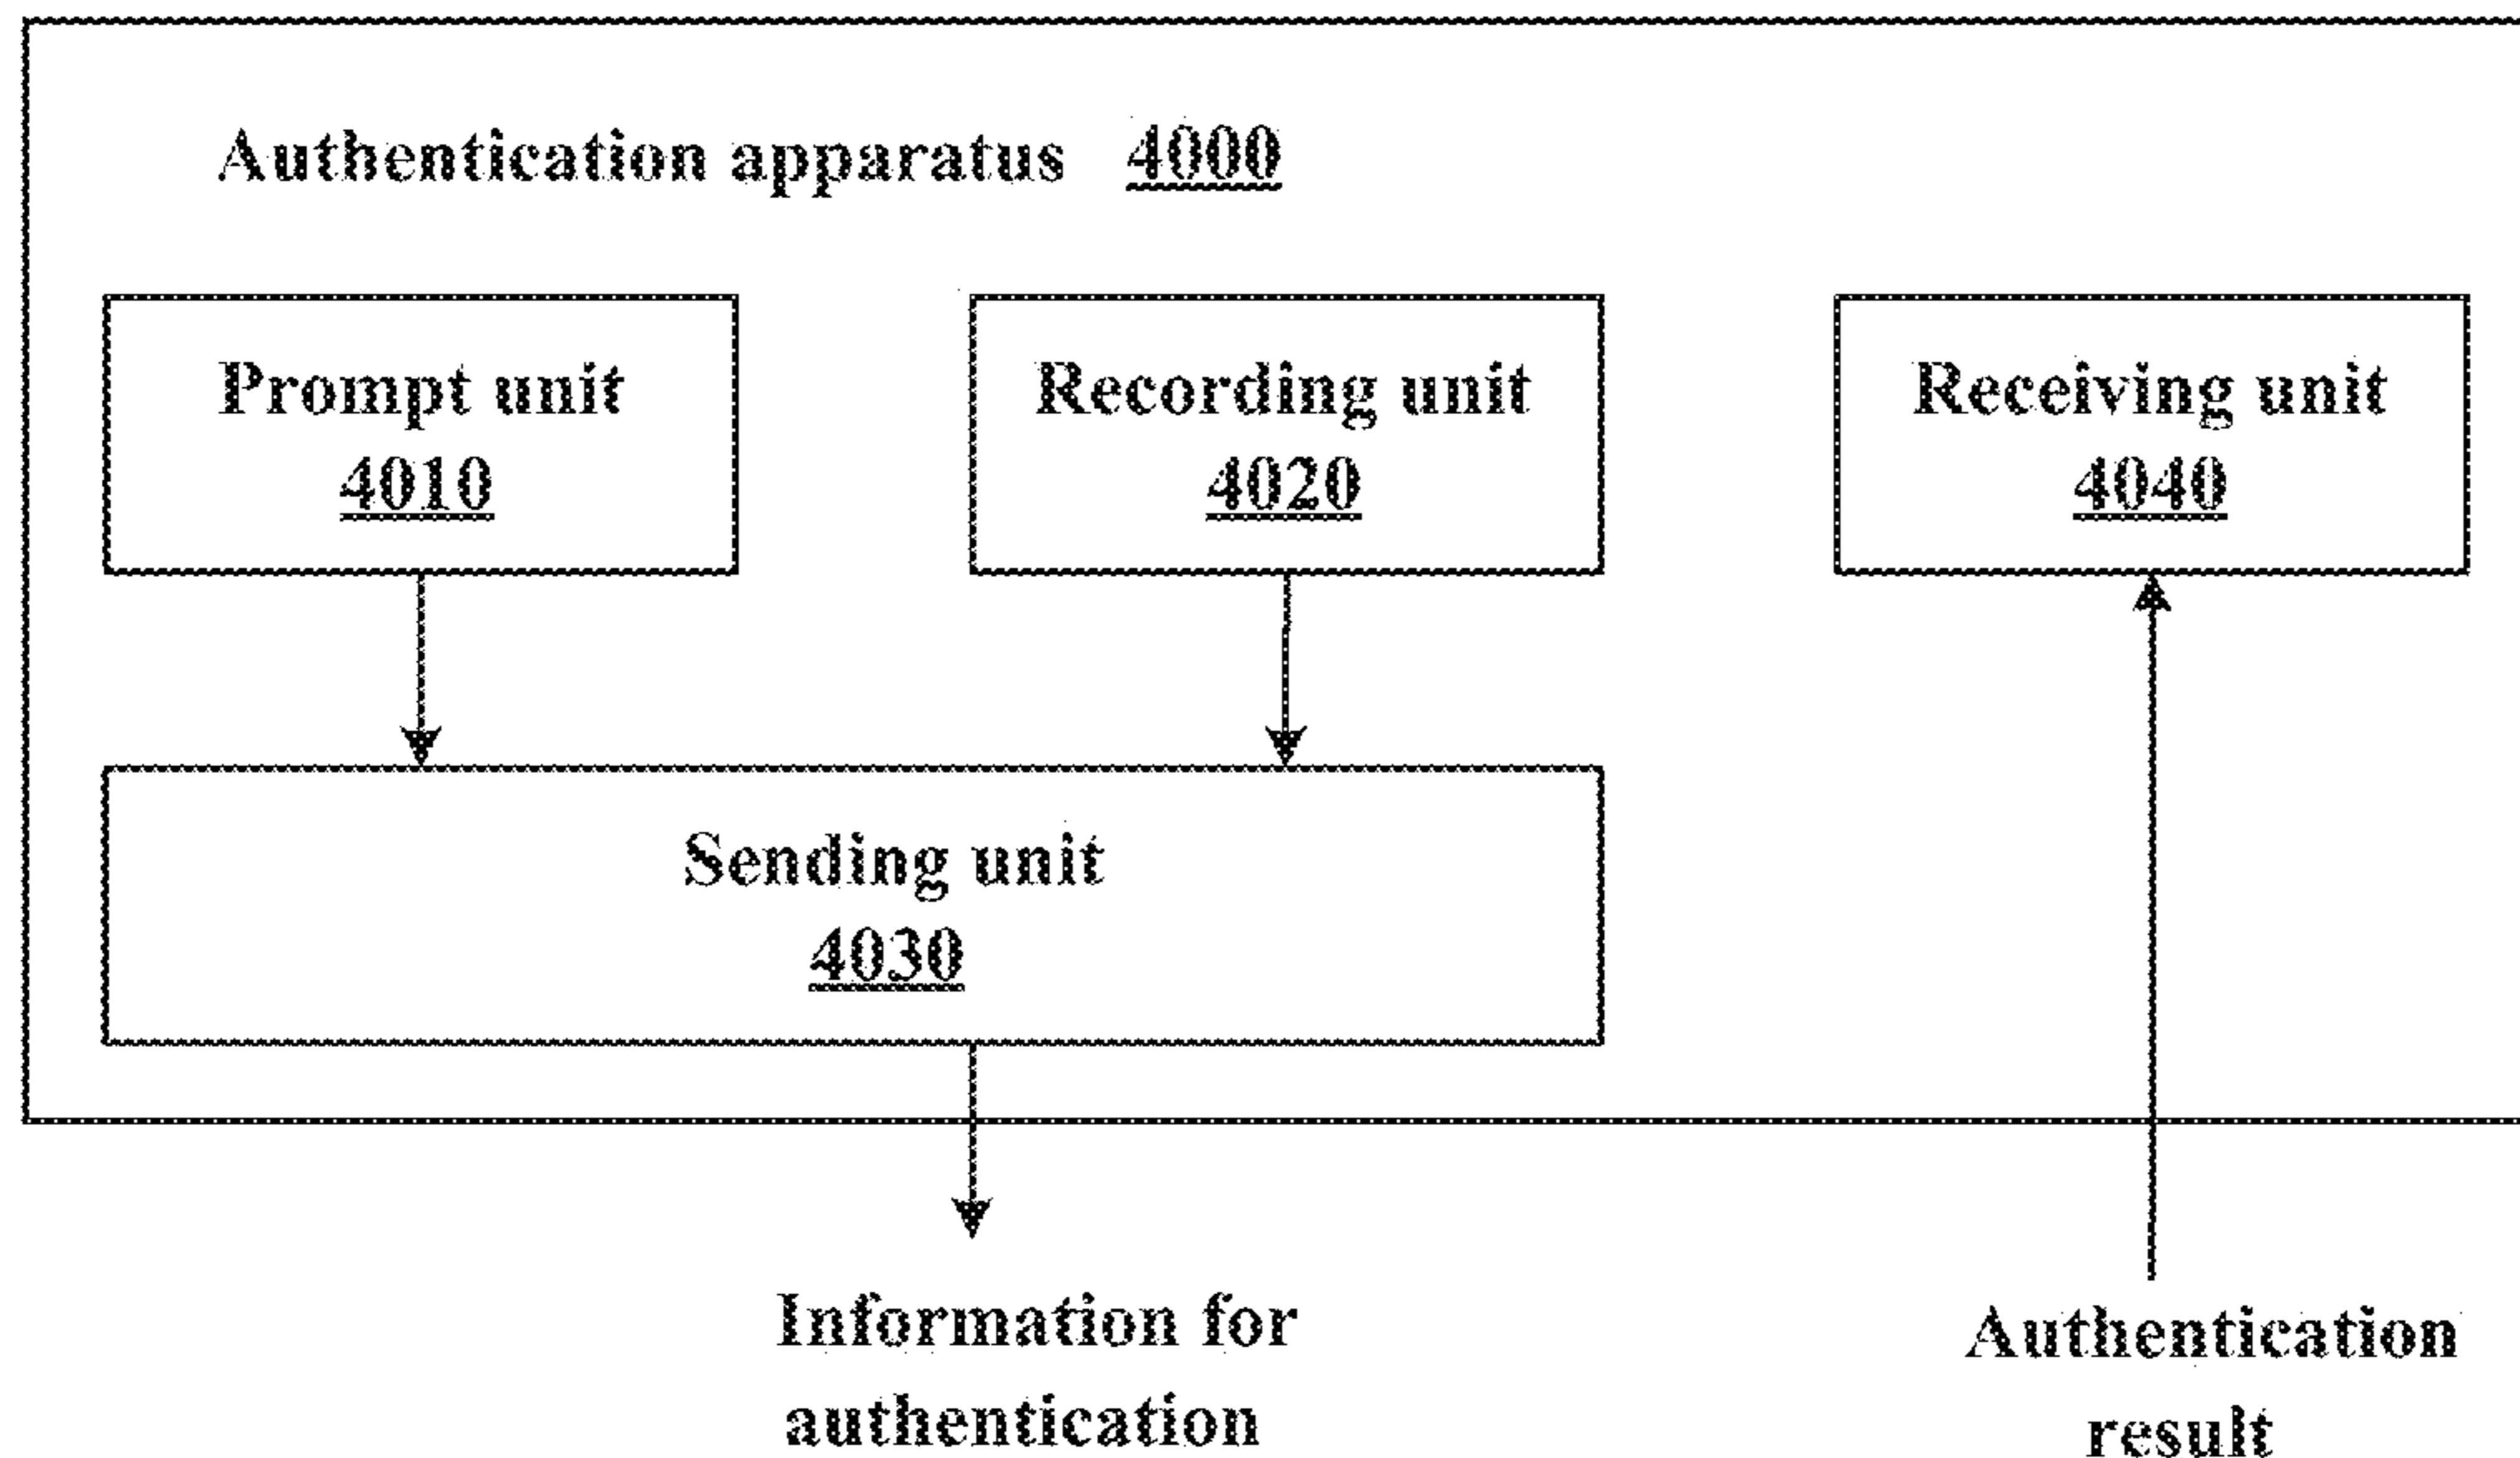 Authentication apparatus 4000
Prompt unit
4010
Recording unit
4020
Receiving unit
4040
Sending unit
4030
Information for
authentication
Authentication
result